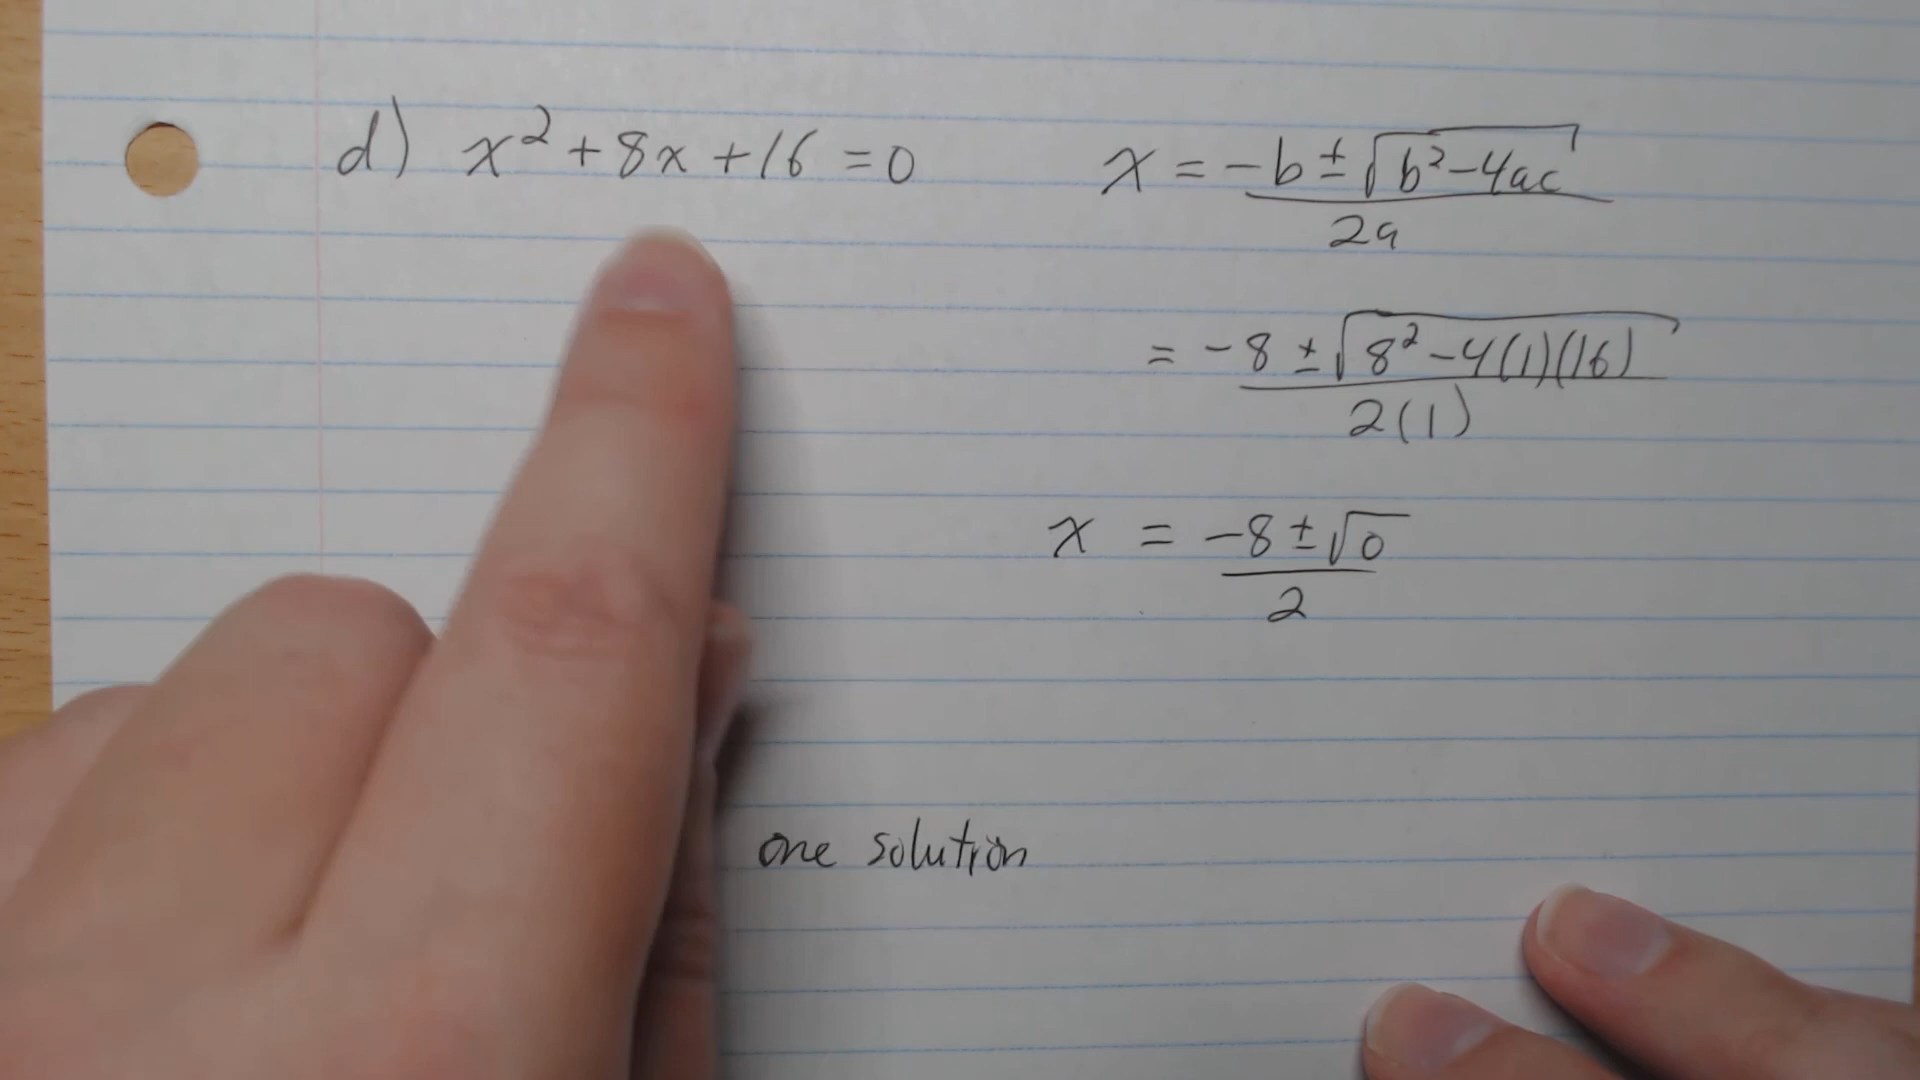 d) x² + 8x + 16 = 0
x = -b ± √(b² - 4ac) / 2a
= -8 ± √(8² - 4(1)(16)) / 2(1)
x = -8 ± √0 / 2
one solution